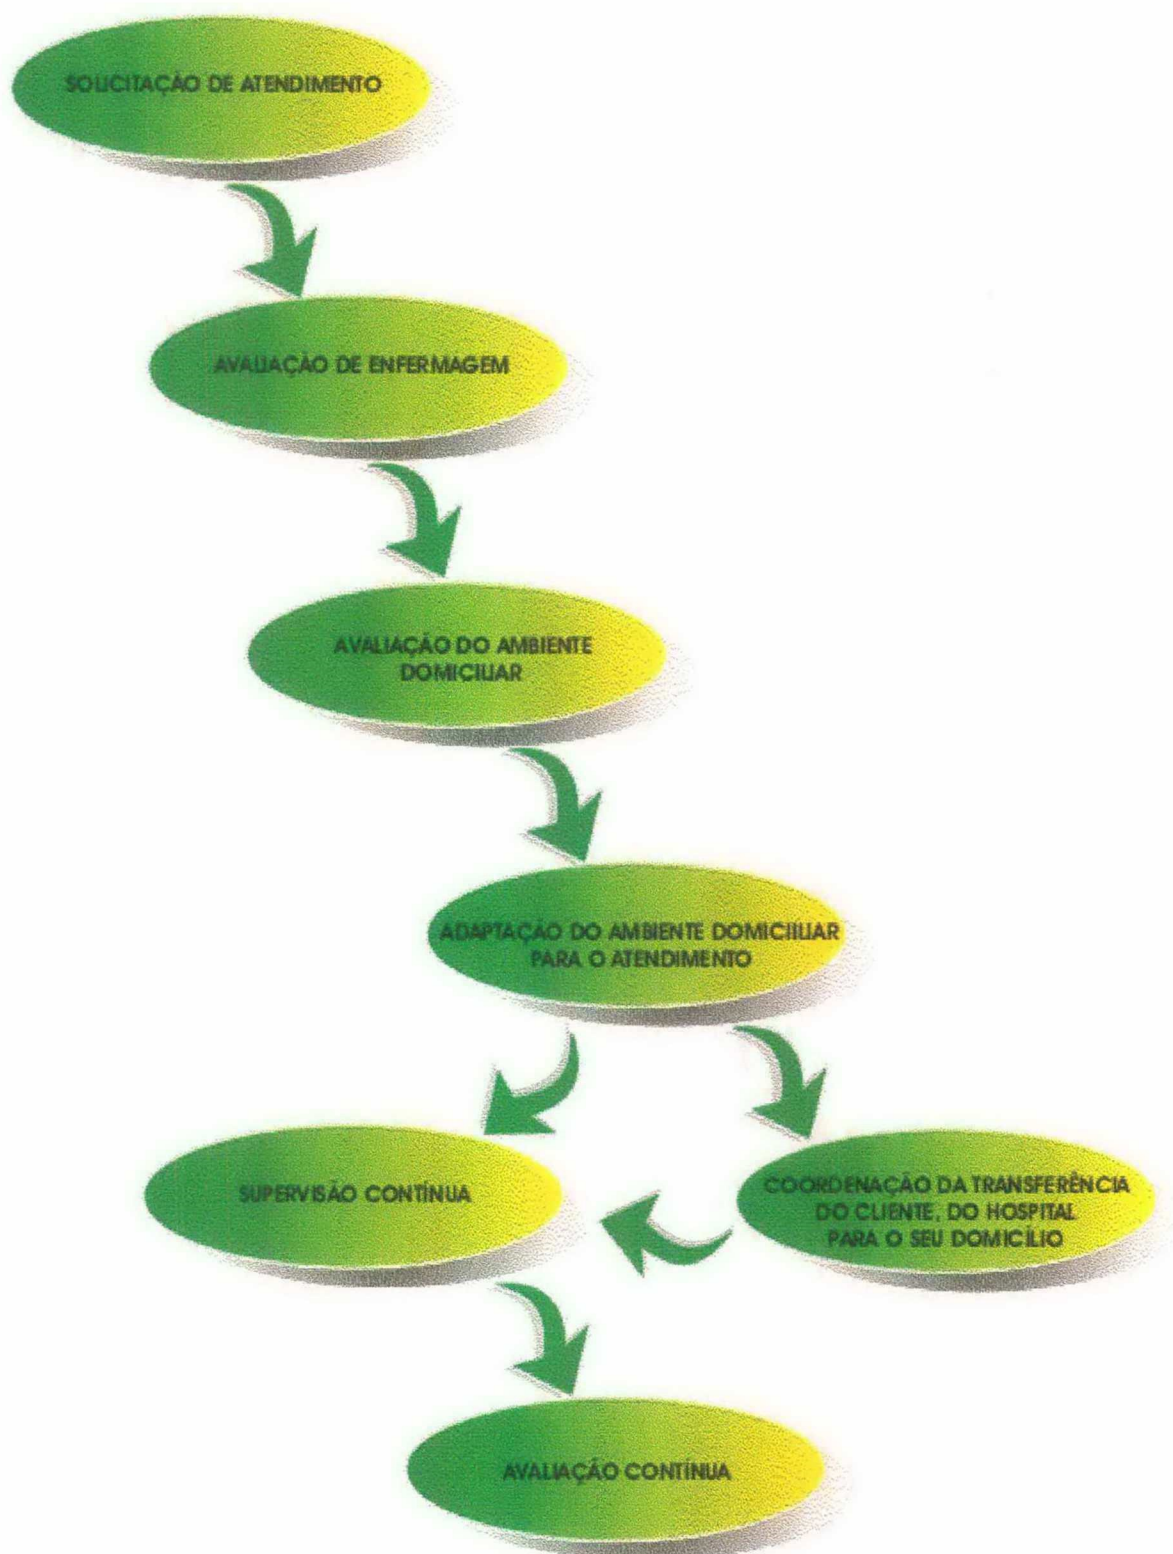 SOLICITAÇÃO DE ATENDIMENTO
AVALIAÇÃO DE ENFERMAGEM
AVALIAÇÃO DO AMBIENTE
DOMICILIAR
ADAPTAÇÃO DO AMBIENTE DOMICIILIAR
PARA O ATENDIMENTO
SUPERVISÃO CONTÍNUA
COORDENAÇÃO DA TRANSFERÊNCIA
DO CLIENTE, DO HOSPITAL
PARA O SEU DOMICÍLIO
AVALIAÇÃO CONTÍNUA